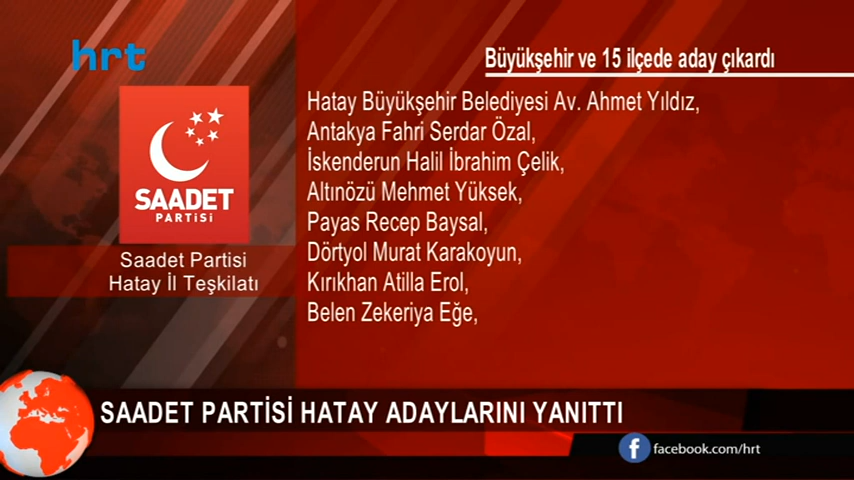 hrt
Büyükşehir ve 15 ilçede aday çıkardı
SAADET
PARTİSİ
Saadet Partisi
Hatay İl Teşkilatı
Hatay Büyükşehir Belediyesi Av. Ahmet Yıldız,
Antakya Fahri Serdar Özal,
İskenderun Halil İbrahim Çelik,
Altınözü Mehmet Yüksek,
Payas Recep Baysal,
Dörtyol Murat Karakoyun,
Kırıkhan Atilla Erol,
Belen Zekeriya Eğe,
SAADET PARTİSİ HATAY ADAYLARINI YANITTI
f facebook.com/hrt